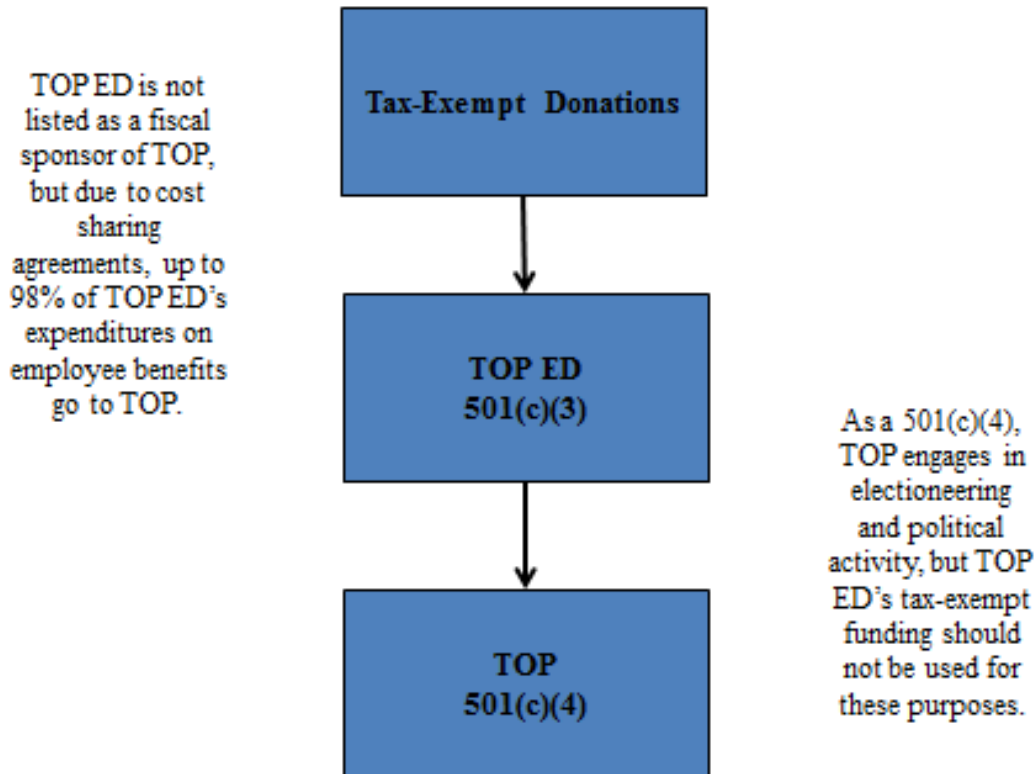 TOP ED is not
listed as a fiscal
sponsor of TOP,
but due to cost
sharing
agreements, up to
98% of TOP ED’s
expenditures on
employee benefits
go to TOP.
Tax-Exempt Donations
TOP ED
501(c)(3)
As a 501(c)(4),
TOP engages in
electioneering
and political
activity, but TOP
ED’s tax-exempt
funding should
not be used for
these purposes.
TOP
501(c)(4)